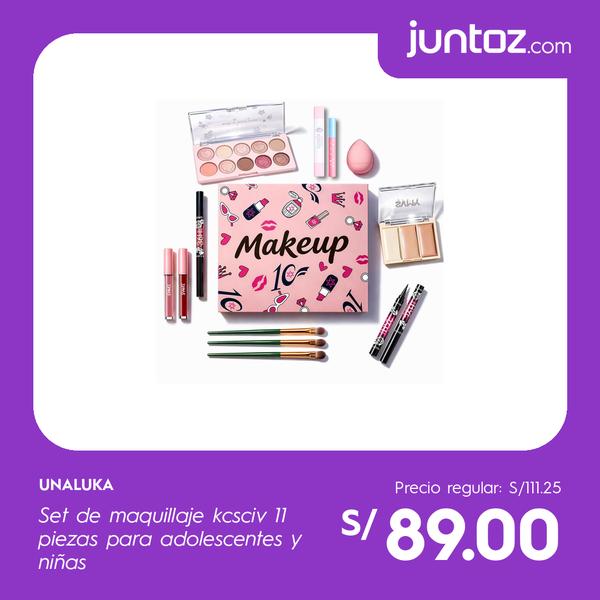 juntoz.com
Makeup
UNALUKA
Set de maquillaje kcsciv 11
piezas para adolescentes y
niñas
Precio regular: S/111.25
S/89.00